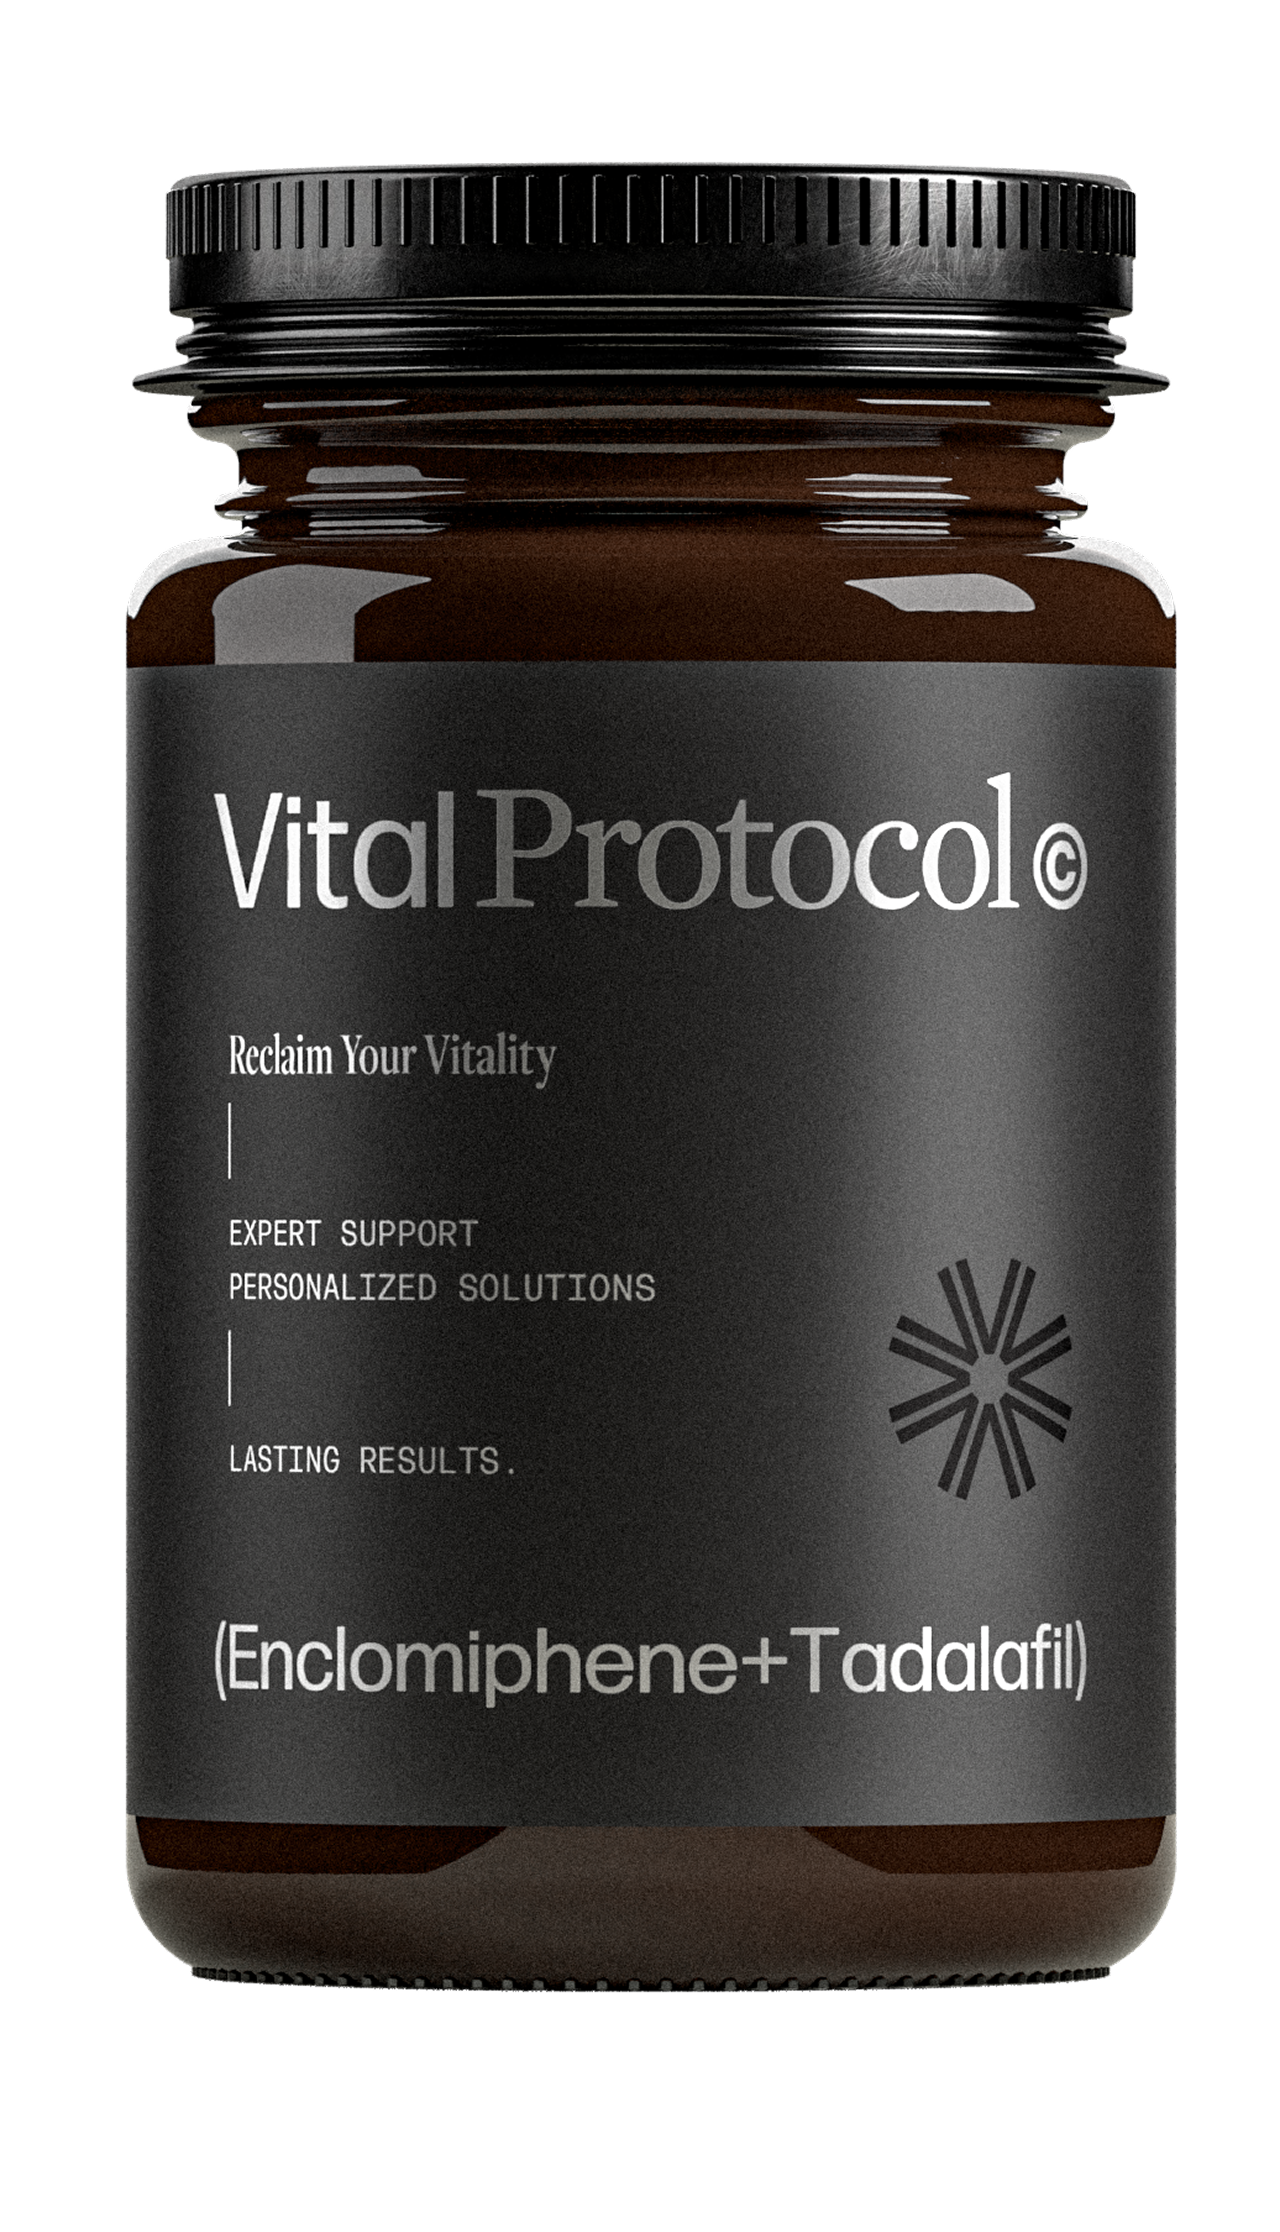 Vital Protocol ©
Reclaim Your Vitality
EXPERT SUPPORT
PERSONALIZED SOLUTIONS
LASTING RESULTS.
(Enclomiphene+Tadalafil)